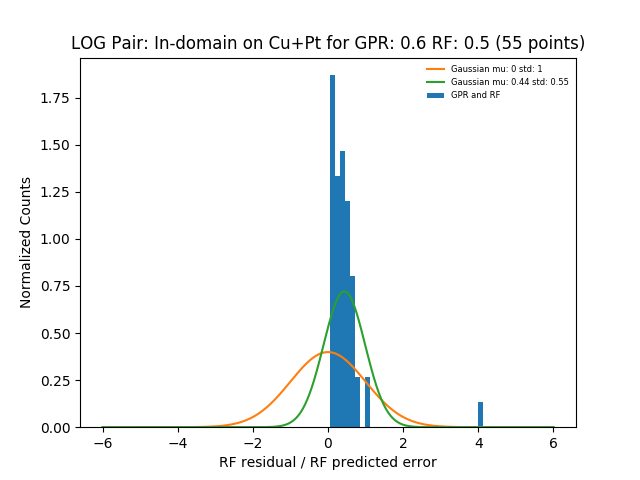 LOG Pair: In-domain on Cu+Pt for GPR: 0.6 RF: 0.5 (55 points)
Gaussian mu: 0 std: 1
Gaussian mu: 0.44 std: 0.55
GPR and RF
Normalized Counts
1.75
1.50
1.25
1.00
0.75
0.50
0.25
0.00
−6 −4 −2 0 2 4 6
RF residual / RF predicted error